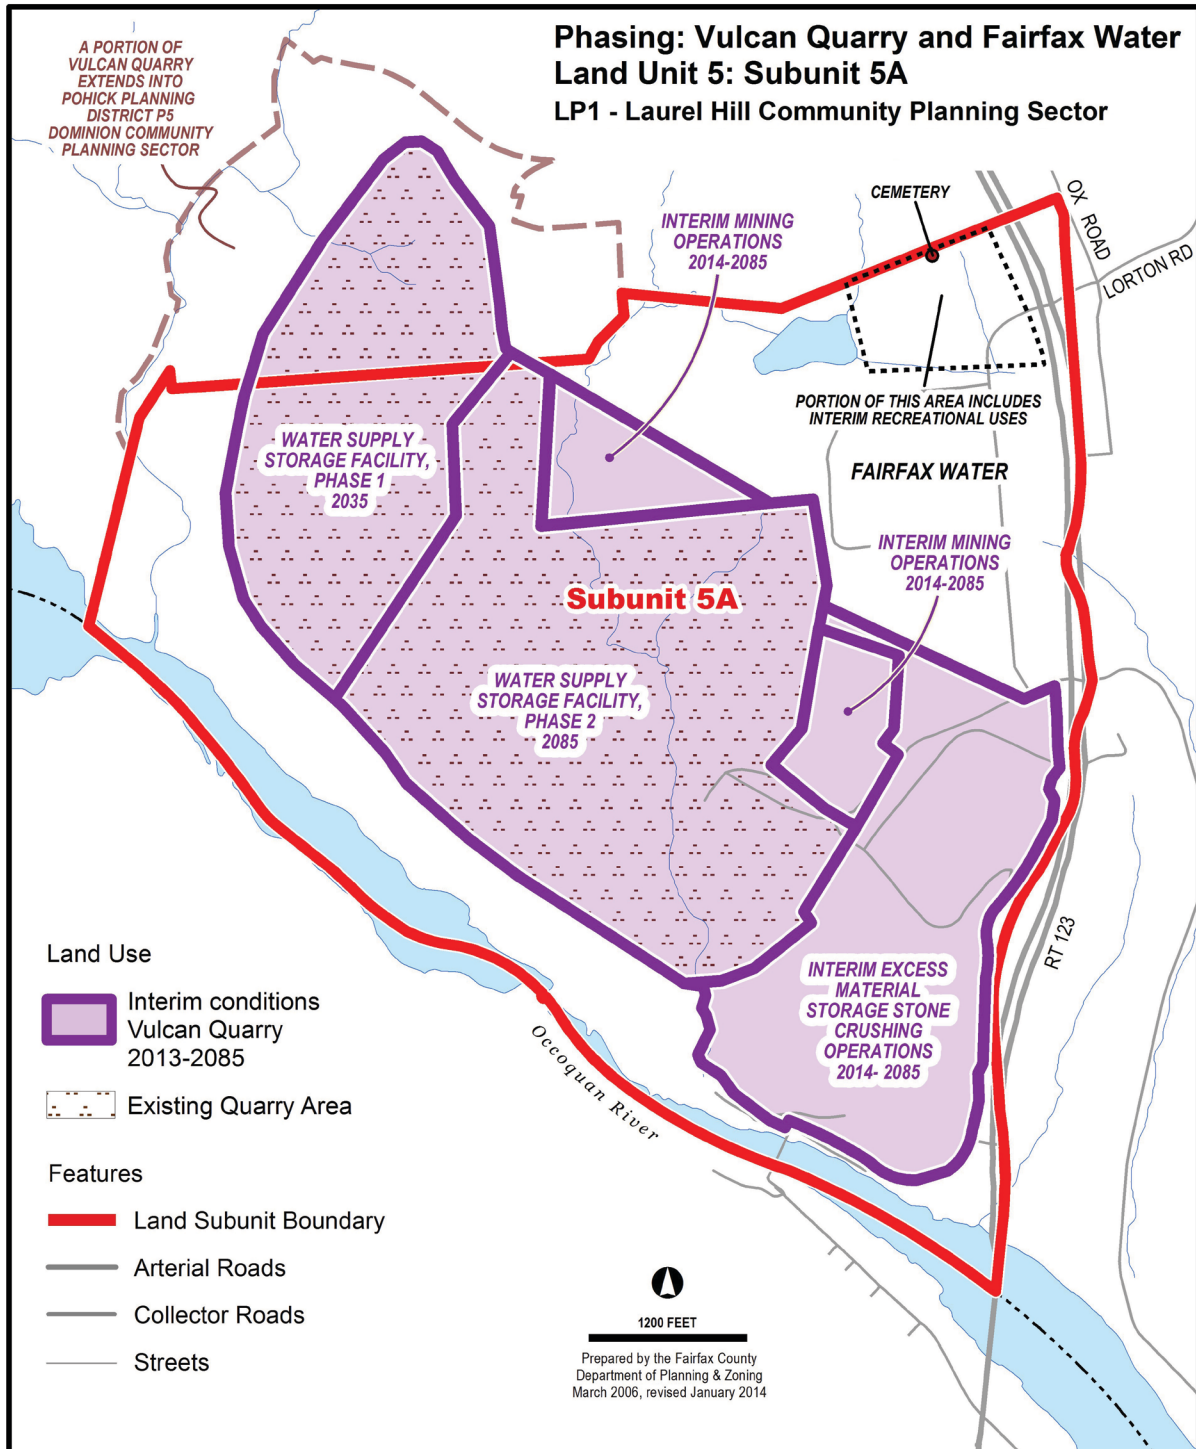 Phasing: Vulcan Quarry and Fairfax Water
Land Unit 5: Subunit 5A
LP1 - Laurel Hill Community Planning Sector
A PORTION OF
VULCAN QUARRY
EXTENDS INTO
POHICK PLANNING
DISTRICT P5
DOMINION COMMUNITY
PLANNING SECTOR
CEMETERY
OX ROAD
LORTON RD
INTERIM MINING
OPERATIONS
2014-2085
PORTION OF THIS AREA INCLUDES
INTERIM RECREATIONAL USES
FAIRFAX WATER
WATER SUPPLY
STORAGE FACILITY,
PHASE 1
2035
INTERIM MINING
OPERATIONS
2014-2085
Subunit 5A
WATER SUPPLY
STORAGE FACILITY,
PHASE 2
2085
RT 123
INTERIM EXCESS
MATERIAL
STORAGE STONE
CRUSHING
OPERATIONS
2014- 2085
Occoquan River
Land Use
Interim conditions
Vulcan Quarry
2013-2085
Existing Quarry Area
Features
Land Subunit Boundary
Arterial Roads
Collector Roads
Streets
1200 FEET
Prepared by the Fairfax County
Department of Planning & Zoning
March 2006, revised January 2014